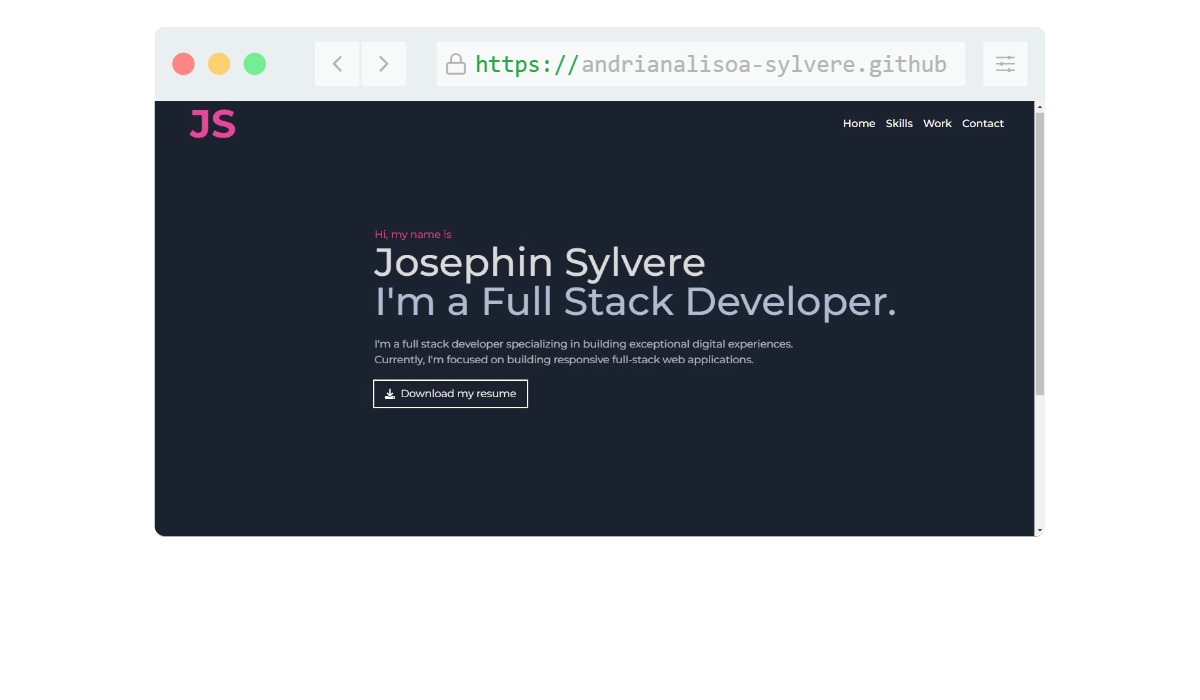 https://andrianalisoa-sylvere.github
JS
Home Skills Work Contact
Hi, my name is
Josephin Sylvere
I'm a Full Stack Developer.
I'm a full stack developer specializing in building exceptional digital experiences.
Currently, I'm focused on building responsive full-stack web applications.
Download my resume